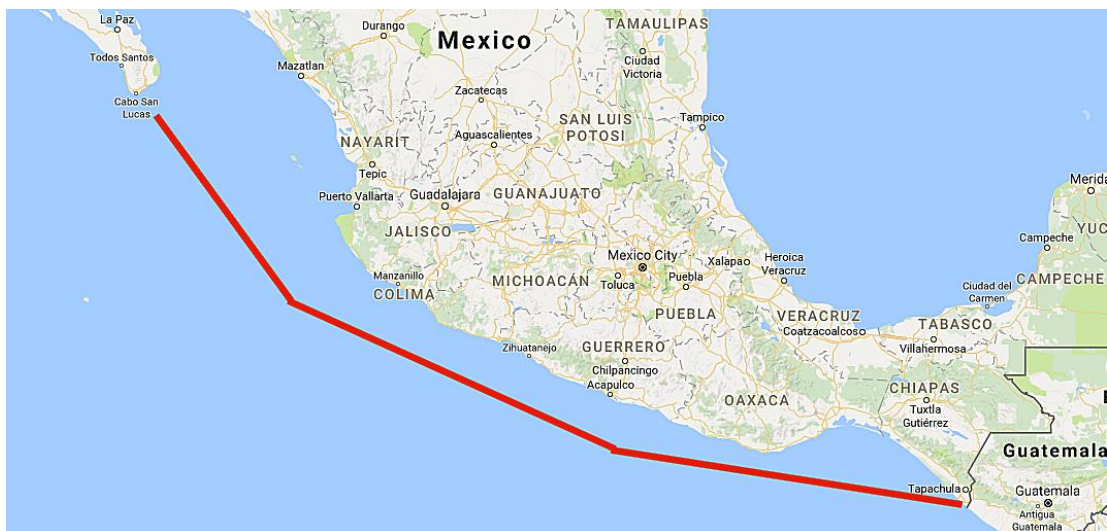 La Paz
Todos Santos
Cabo San
Lucas
Durango
Mazatlan
Mexico
TAMAULIPAS
Ciudad
Victoria
Zacatecas
SAN LUIS
POTOSI
Tampico
Aguascalientes
NAYARIT
Tepic
Puerto Vallarta
Guadalajara
GUANAJUATO
JALISCO
Merida
YUC
Campeche
CAMPECHE
Mexico City
Toluca
Puebla
Xalapa
Heroica
Veracruz
Manzanillo
COLIMA
MICHOACÁN
PUEBLA
VERACRUZ
Coatzacoalcos
Ciudad del
Carmen
TABASCO
Villahermosa
Zihuatanejo
GUERRERO
Chilpancingo
Acapulco
OAXACA
CHIAPAS
Tuxtla
Gutiérrez
Guatemala
Tapachula
Guatemala
Antigua
Guatemala